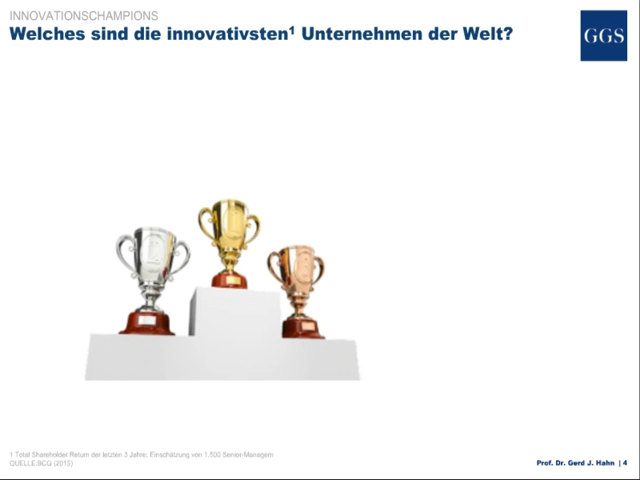 INNOVATIONSCHAMPIONS
Welches sind die innovativsten¹ Unternehmen der Welt?
GGS
1 Total Shareholder Return der letzten 3 Jahre; Einschätzung von 1.500 Senior-Managern
QUELLE:BCG (2015)
Prof. Dr. Gerd J. Hahn | 4